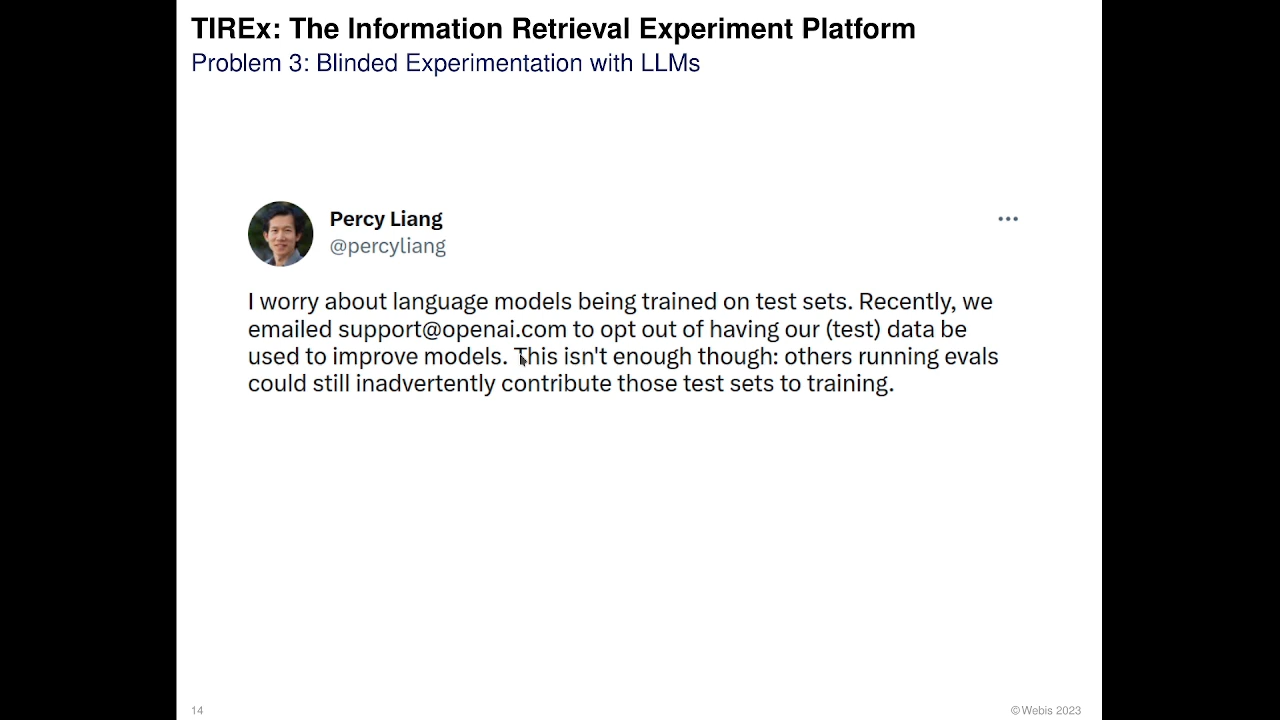 TIREx: The Information Retrieval Experiment Platform
Problem 3: Blinded Experimentation with LLMs
Percy Liang
@percyliang
I worry about language models being trained on test sets. Recently, we
emailed support@openai.com to opt out of having our (test) data be
used to improve models. This isn't enough though: others running evals
could still inadvertently contribute those test sets to training.
14
© Webis 2023